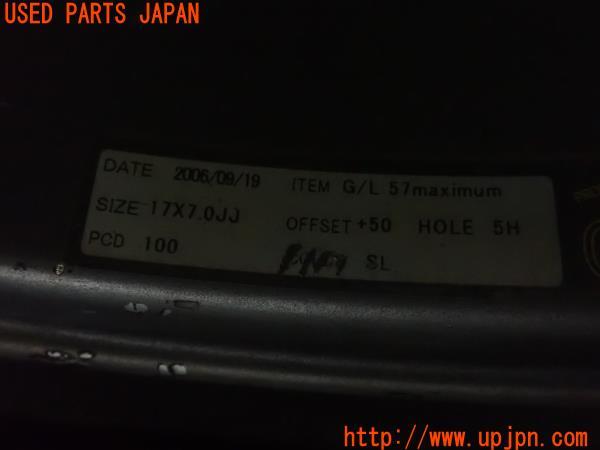 USED PARTS JAPAN
DATE 2006/09/19 ITEM G/L 57maximum
SIZE 17X7.0JJ OFFSET +50 HOLE 5H
PCD 100 SL
http://www.upjpn.com